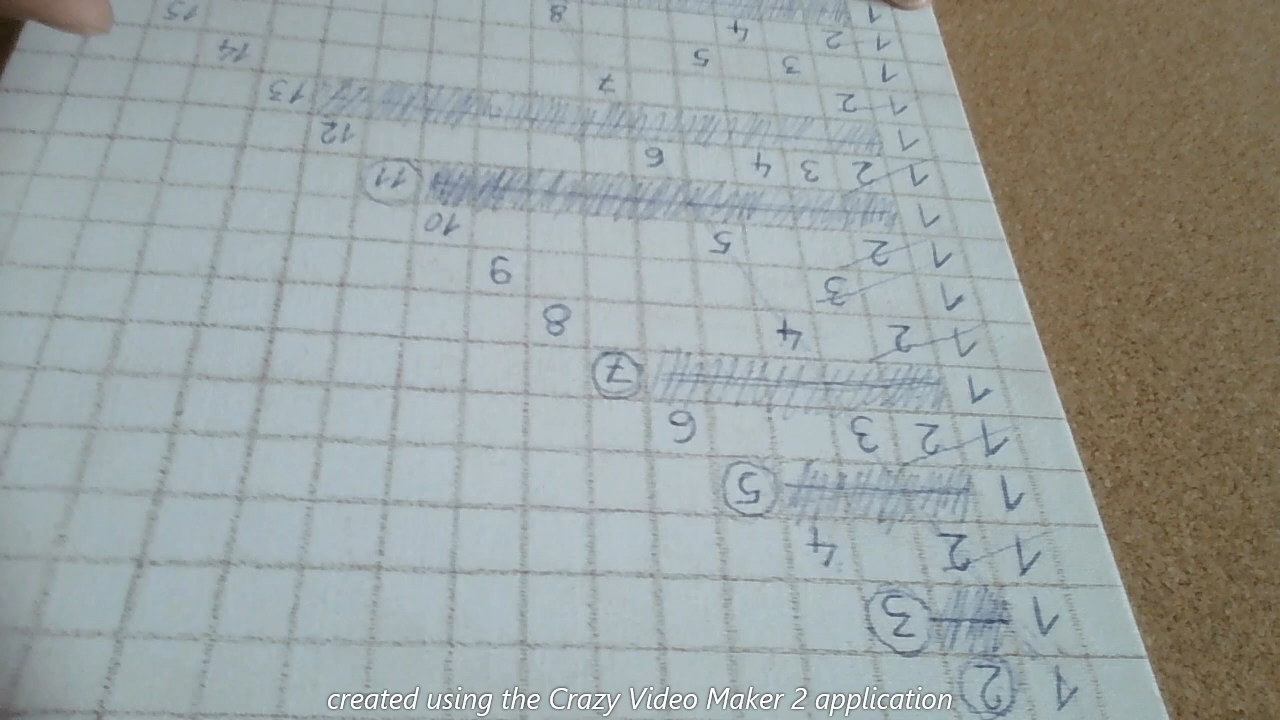 1 2
1 3
1 2 4
1 5
1 2 3 6
1 7
1 2 4 8
1 3 9
1 2 5 10
1 11
1 2 3 4 6 12
1 13
1 2 7 14
1 3 5 15
1 2 4 8
1
created using the Crazy Video Maker 2 application